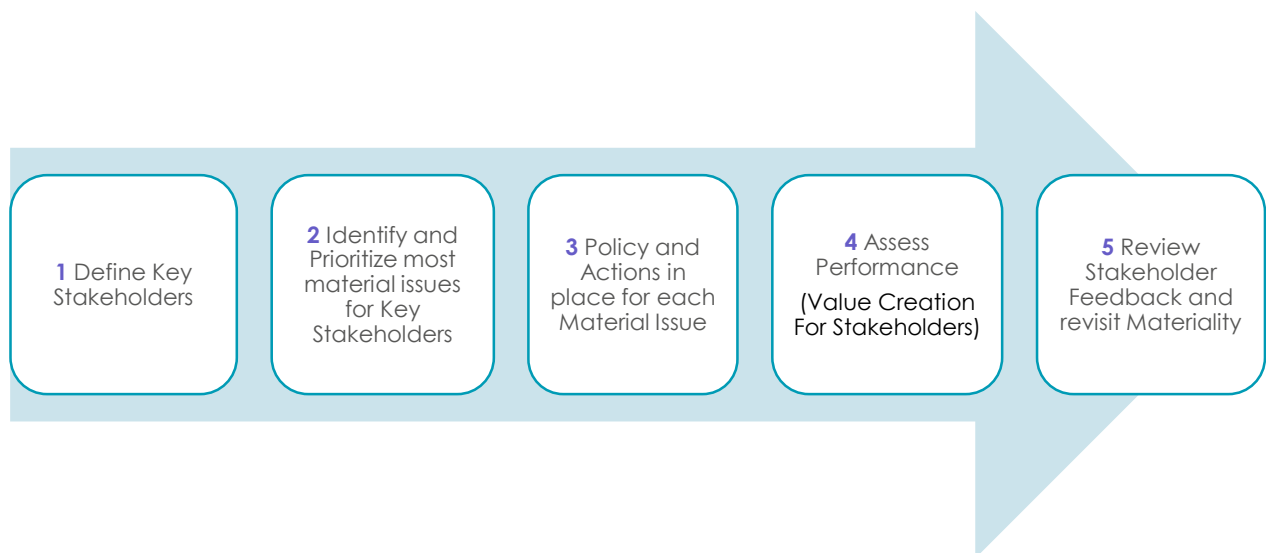 1 Define Key
Stakeholders
2 Identify and
Prioritize most
material issues
for Key
Stakeholders
3 Policy and
Actions in
place for each
Material Issue
4 Assess
Performance
(Value Creation
For Stakeholders)
5 Review
Stakeholder
Feedback and
revisit Materiality